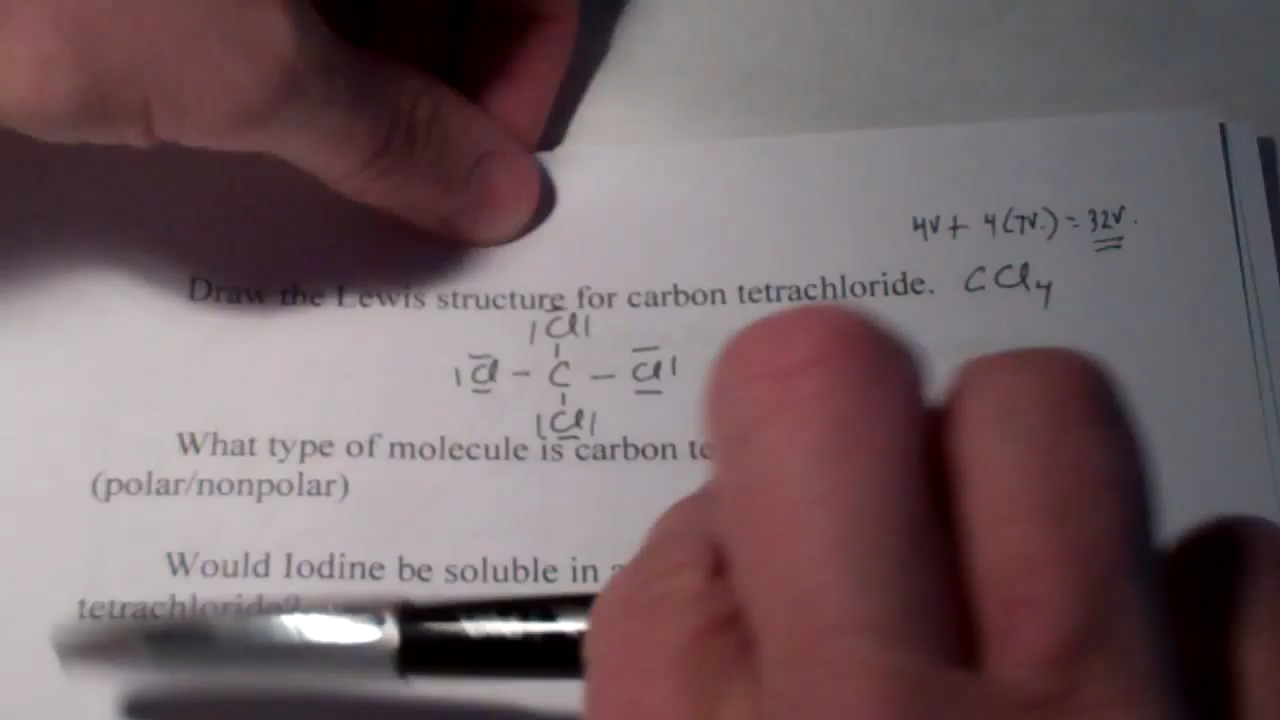 4V + 4(7V.) = 32V.
Draw the Lewis structure for carbon tetrachloride. CCl4
|Cl|
|Cl - C - Cl|
|Cl|
What type of molecule is carbon
(polar/nonpolar)
Would Iodine be soluble in
tetrachloride?